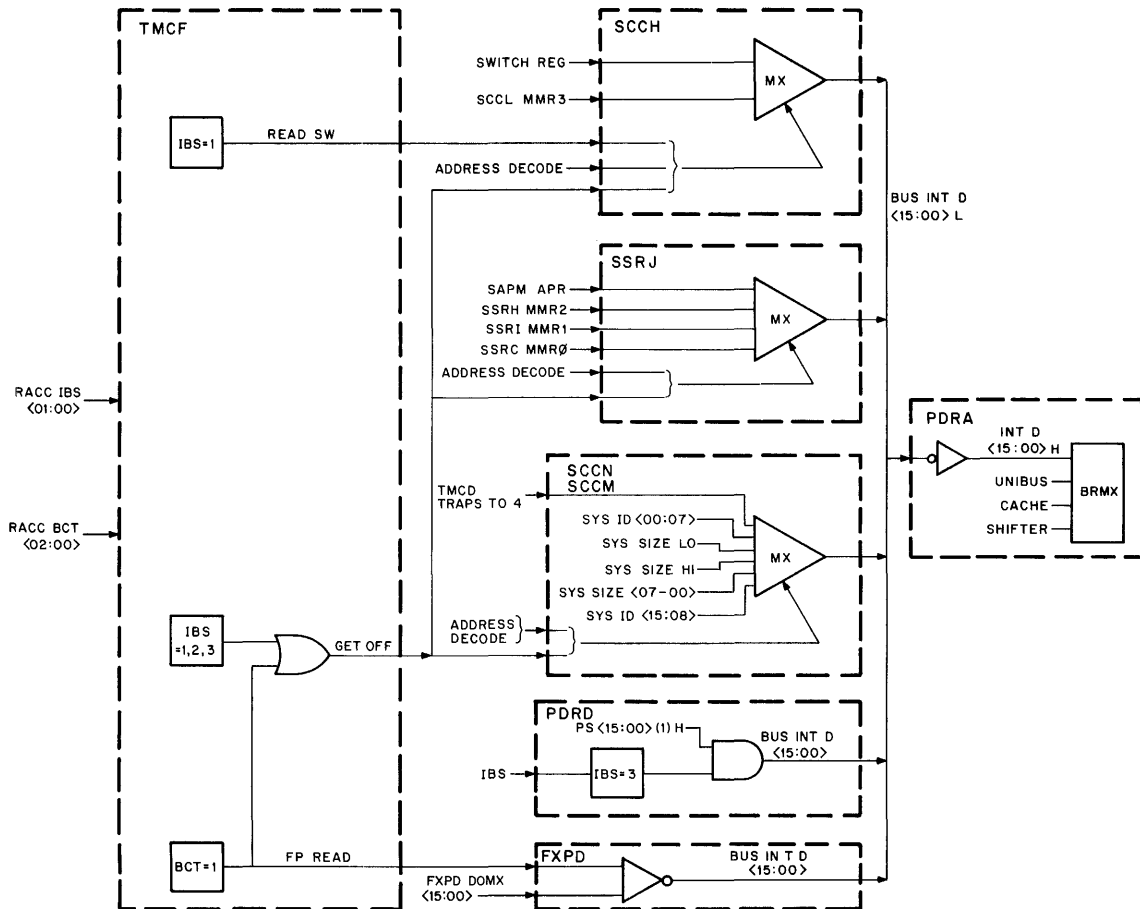 TMCF
IBS=1
READ SW
RACC IBS
<01:00>
RACC BCT
<02:00>
IBS
=1,2,3
GET OFF
BCT=1
FP READ
SCCH
SWITCH REG
SCCL MMR3
ADDRESS DECODE
MX
BUS INT D
<15:00> L
SSRJ
SAPM APR
SSRH MMR2
SSRI MMR1
SSRC MMRØ
ADDRESS DECODE
MX
SCCN
SCCM
TMCD
TRAPS TO 4
SYS ID <00:07>
SYS SIZE LO
SYS SIZE HI
SYS SIZE <07-00>
SYS ID <15:08>
MX
ADDRESS
DECODE
PDRA
INT D
<15:00> H
UNIBUS
CACHE
SHIFTER
BRMX
PDRD
PS <15:00> (1) H
IBS
IBS=3
BUS INT D
<15:00>
FXPD
FXPD DOMX
<15:00>
BUS IN T D
<15:00>